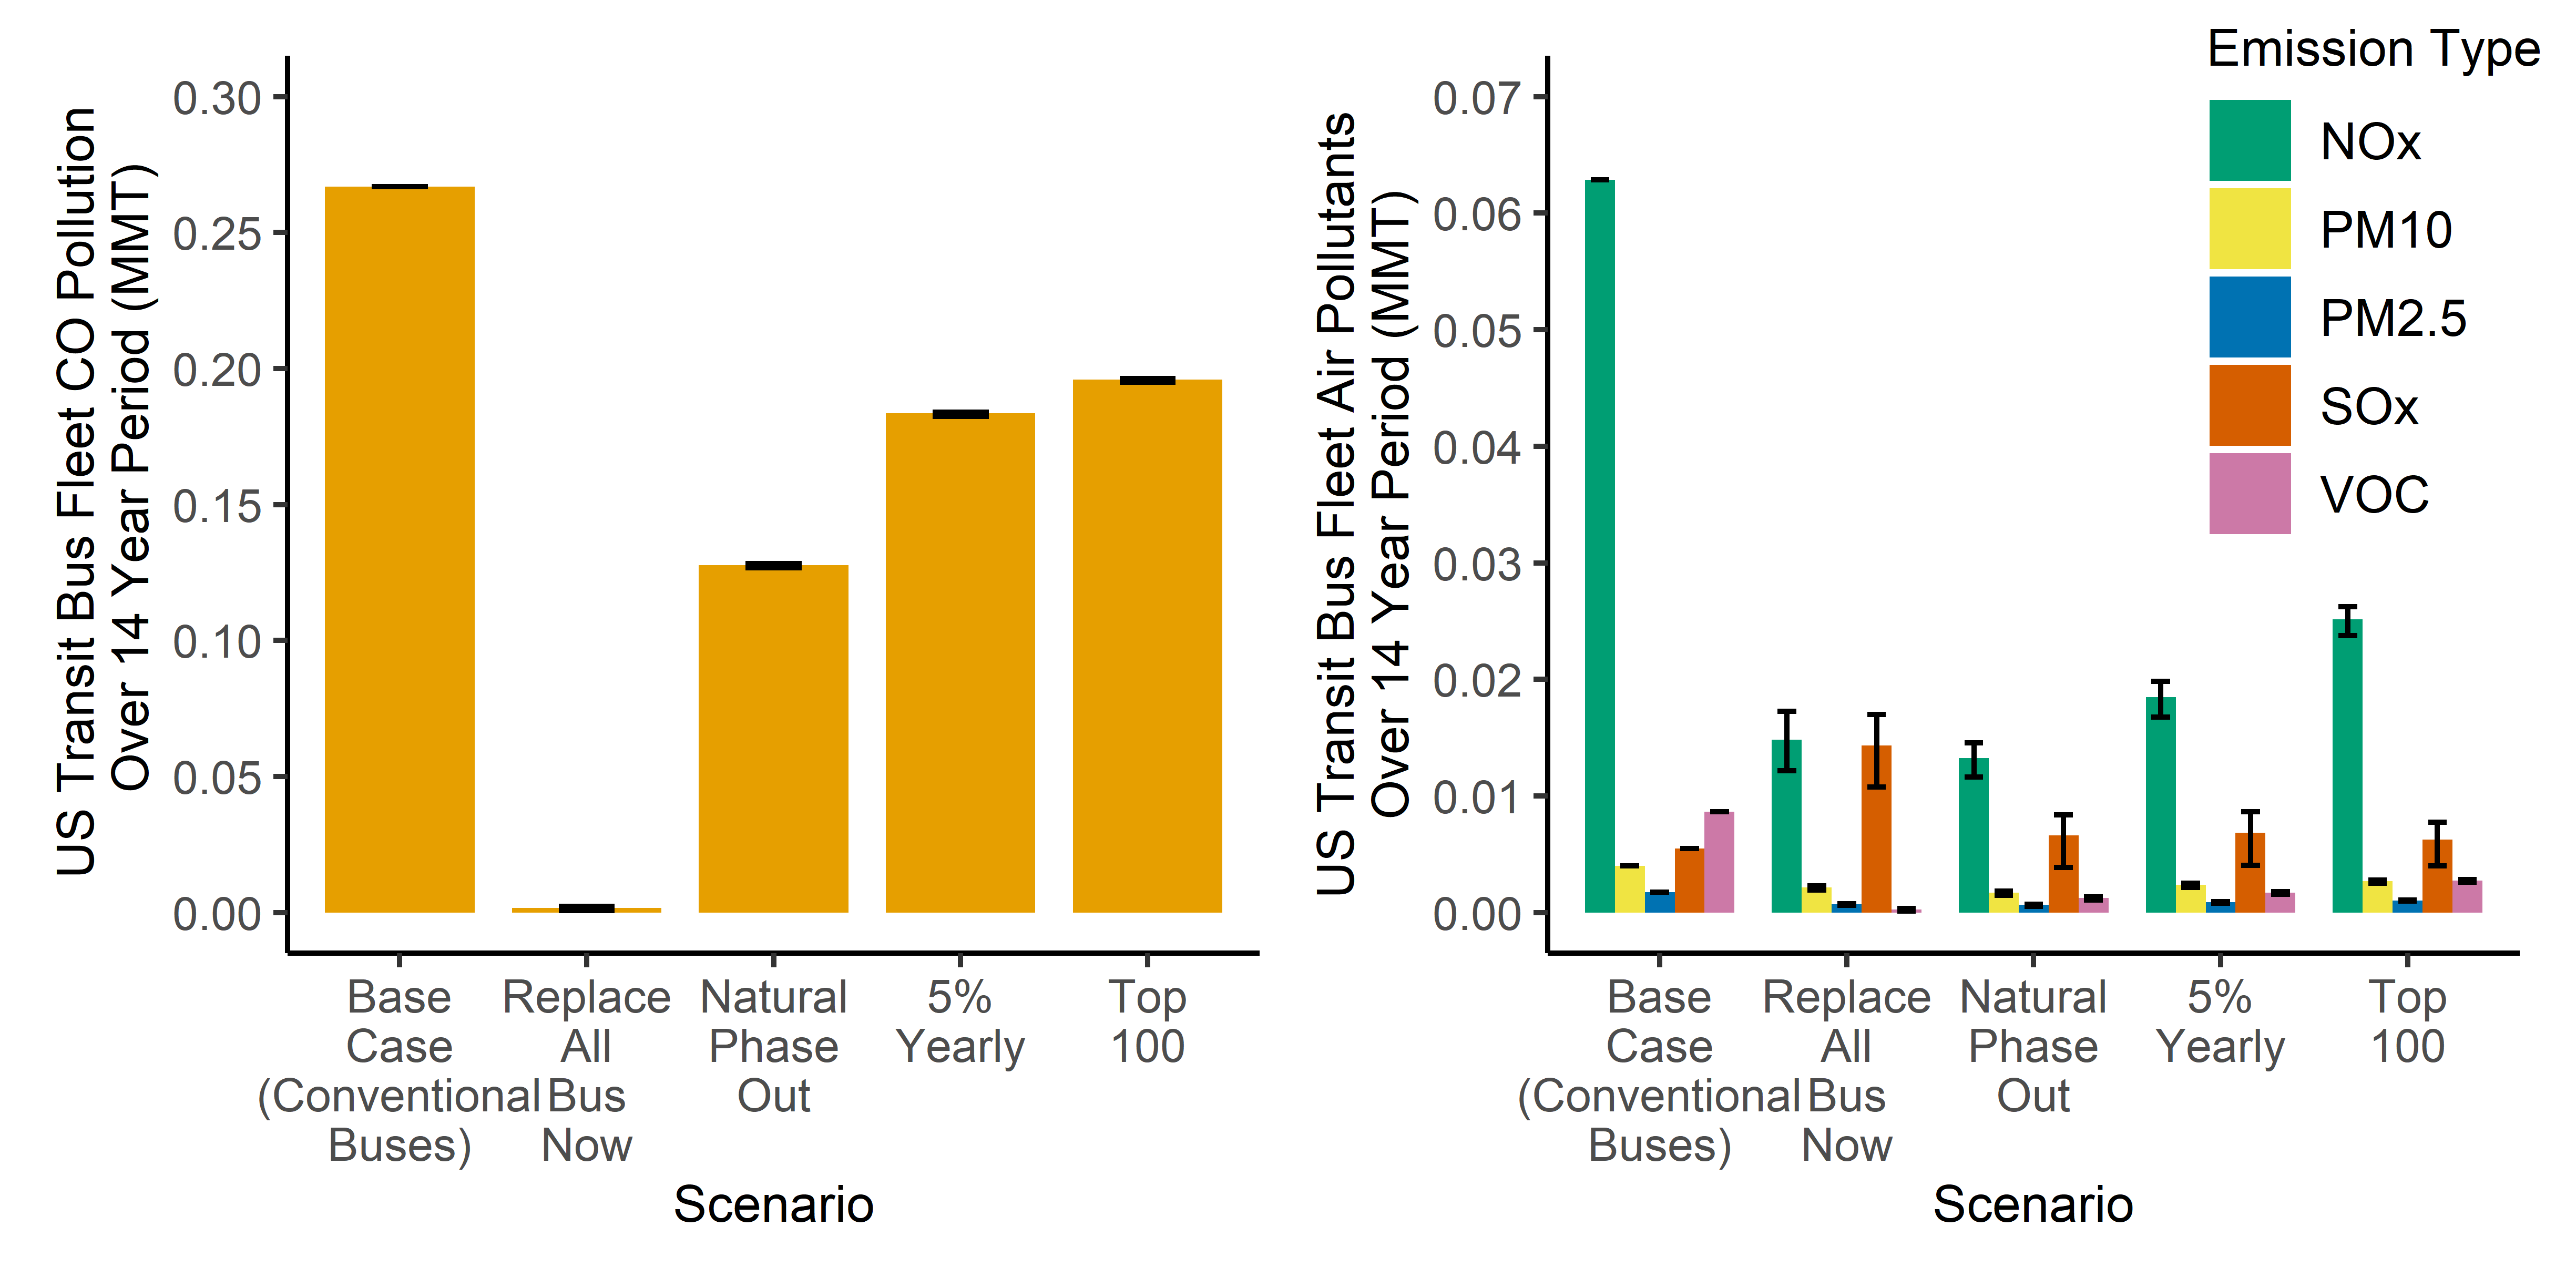 US Transit Bus Fleet CO Pollution
Over 14 Year Period (MMT)
0.30
0.25
0.20
0.15
0.10
0.05
0.00
Base
Case
(Conventional
Buses)
Replace
All
Bus
Now
Natural
Phase
Out
5%
Yearly
Top
100
Scenario
US Transit Bus Fleet Air Pollutants
Over 14 Year Period (MMT)
0.07
0.06
0.05
0.04
0.03
0.02
0.01
0.00
Base
Case
(Conventional
Buses)
Replace
All
Bus
Now
Natural
Phase
Out
5%
Yearly
Top
100
Scenario
Emission Type
NOx
PM10
PM2.5
SOx
VOC